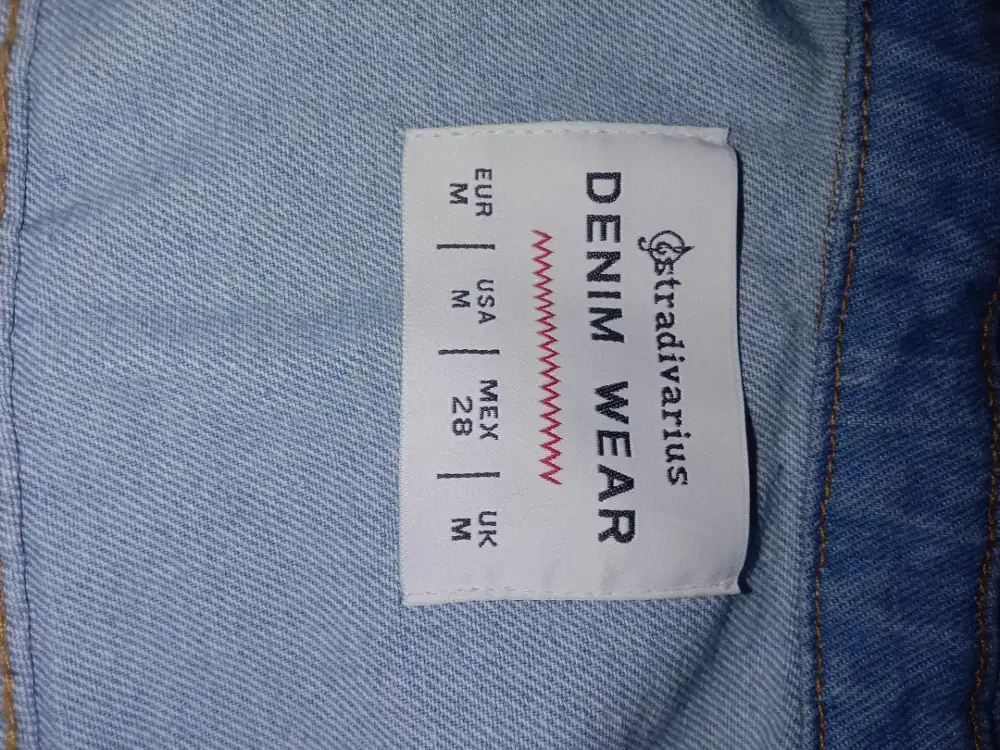 stradivarius
DENIM WEAR
EUR | USA | MEX | UK
M | M | 28 | M